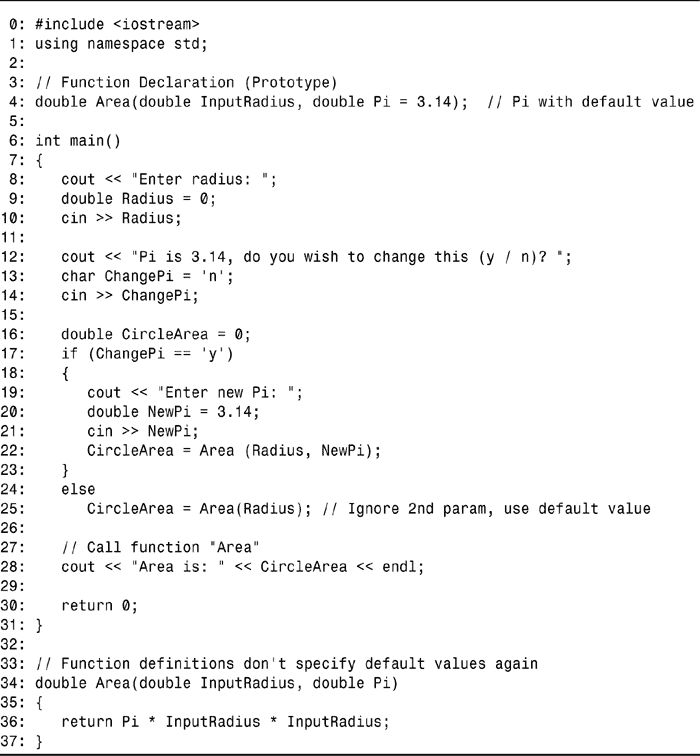 0: #include <iostream>
1: using namespace std;
2:
3: // Function Declaration (Prototype)
4: double Area(double InputRadius, double Pi = 3.14);  // Pi with default value
5:
6: int main()
7: {
8:    cout << "Enter radius: ";
9:    double Radius = 0;
10:    cin >> Radius;
11:
12:    cout << "Pi is 3.14, do you wish to change this (y / n)? ";
13:    char ChangePi = 'n';
14:    cin >> ChangePi;
15:
16:    double CircleArea = 0;
17:    if (ChangePi == 'y')
18:    {
19:       cout << "Enter new Pi: ";
20:       double NewPi = 3.14;
21:       cin >> NewPi;
22:       CircleArea = Area (Radius, NewPi);
23:    }
24:    else
25:       CircleArea = Area(Radius); // Ignore 2nd param, use default value
26:
27:    // Call function "Area"
28:    cout << "Area is: " << CircleArea << endl;
29:
30:    return 0;
31: }
32:
33: // Function definitions don't specify default values again
34: double Area(double InputRadius, double Pi)
35: {
36:    return Pi * InputRadius * InputRadius;
37: }